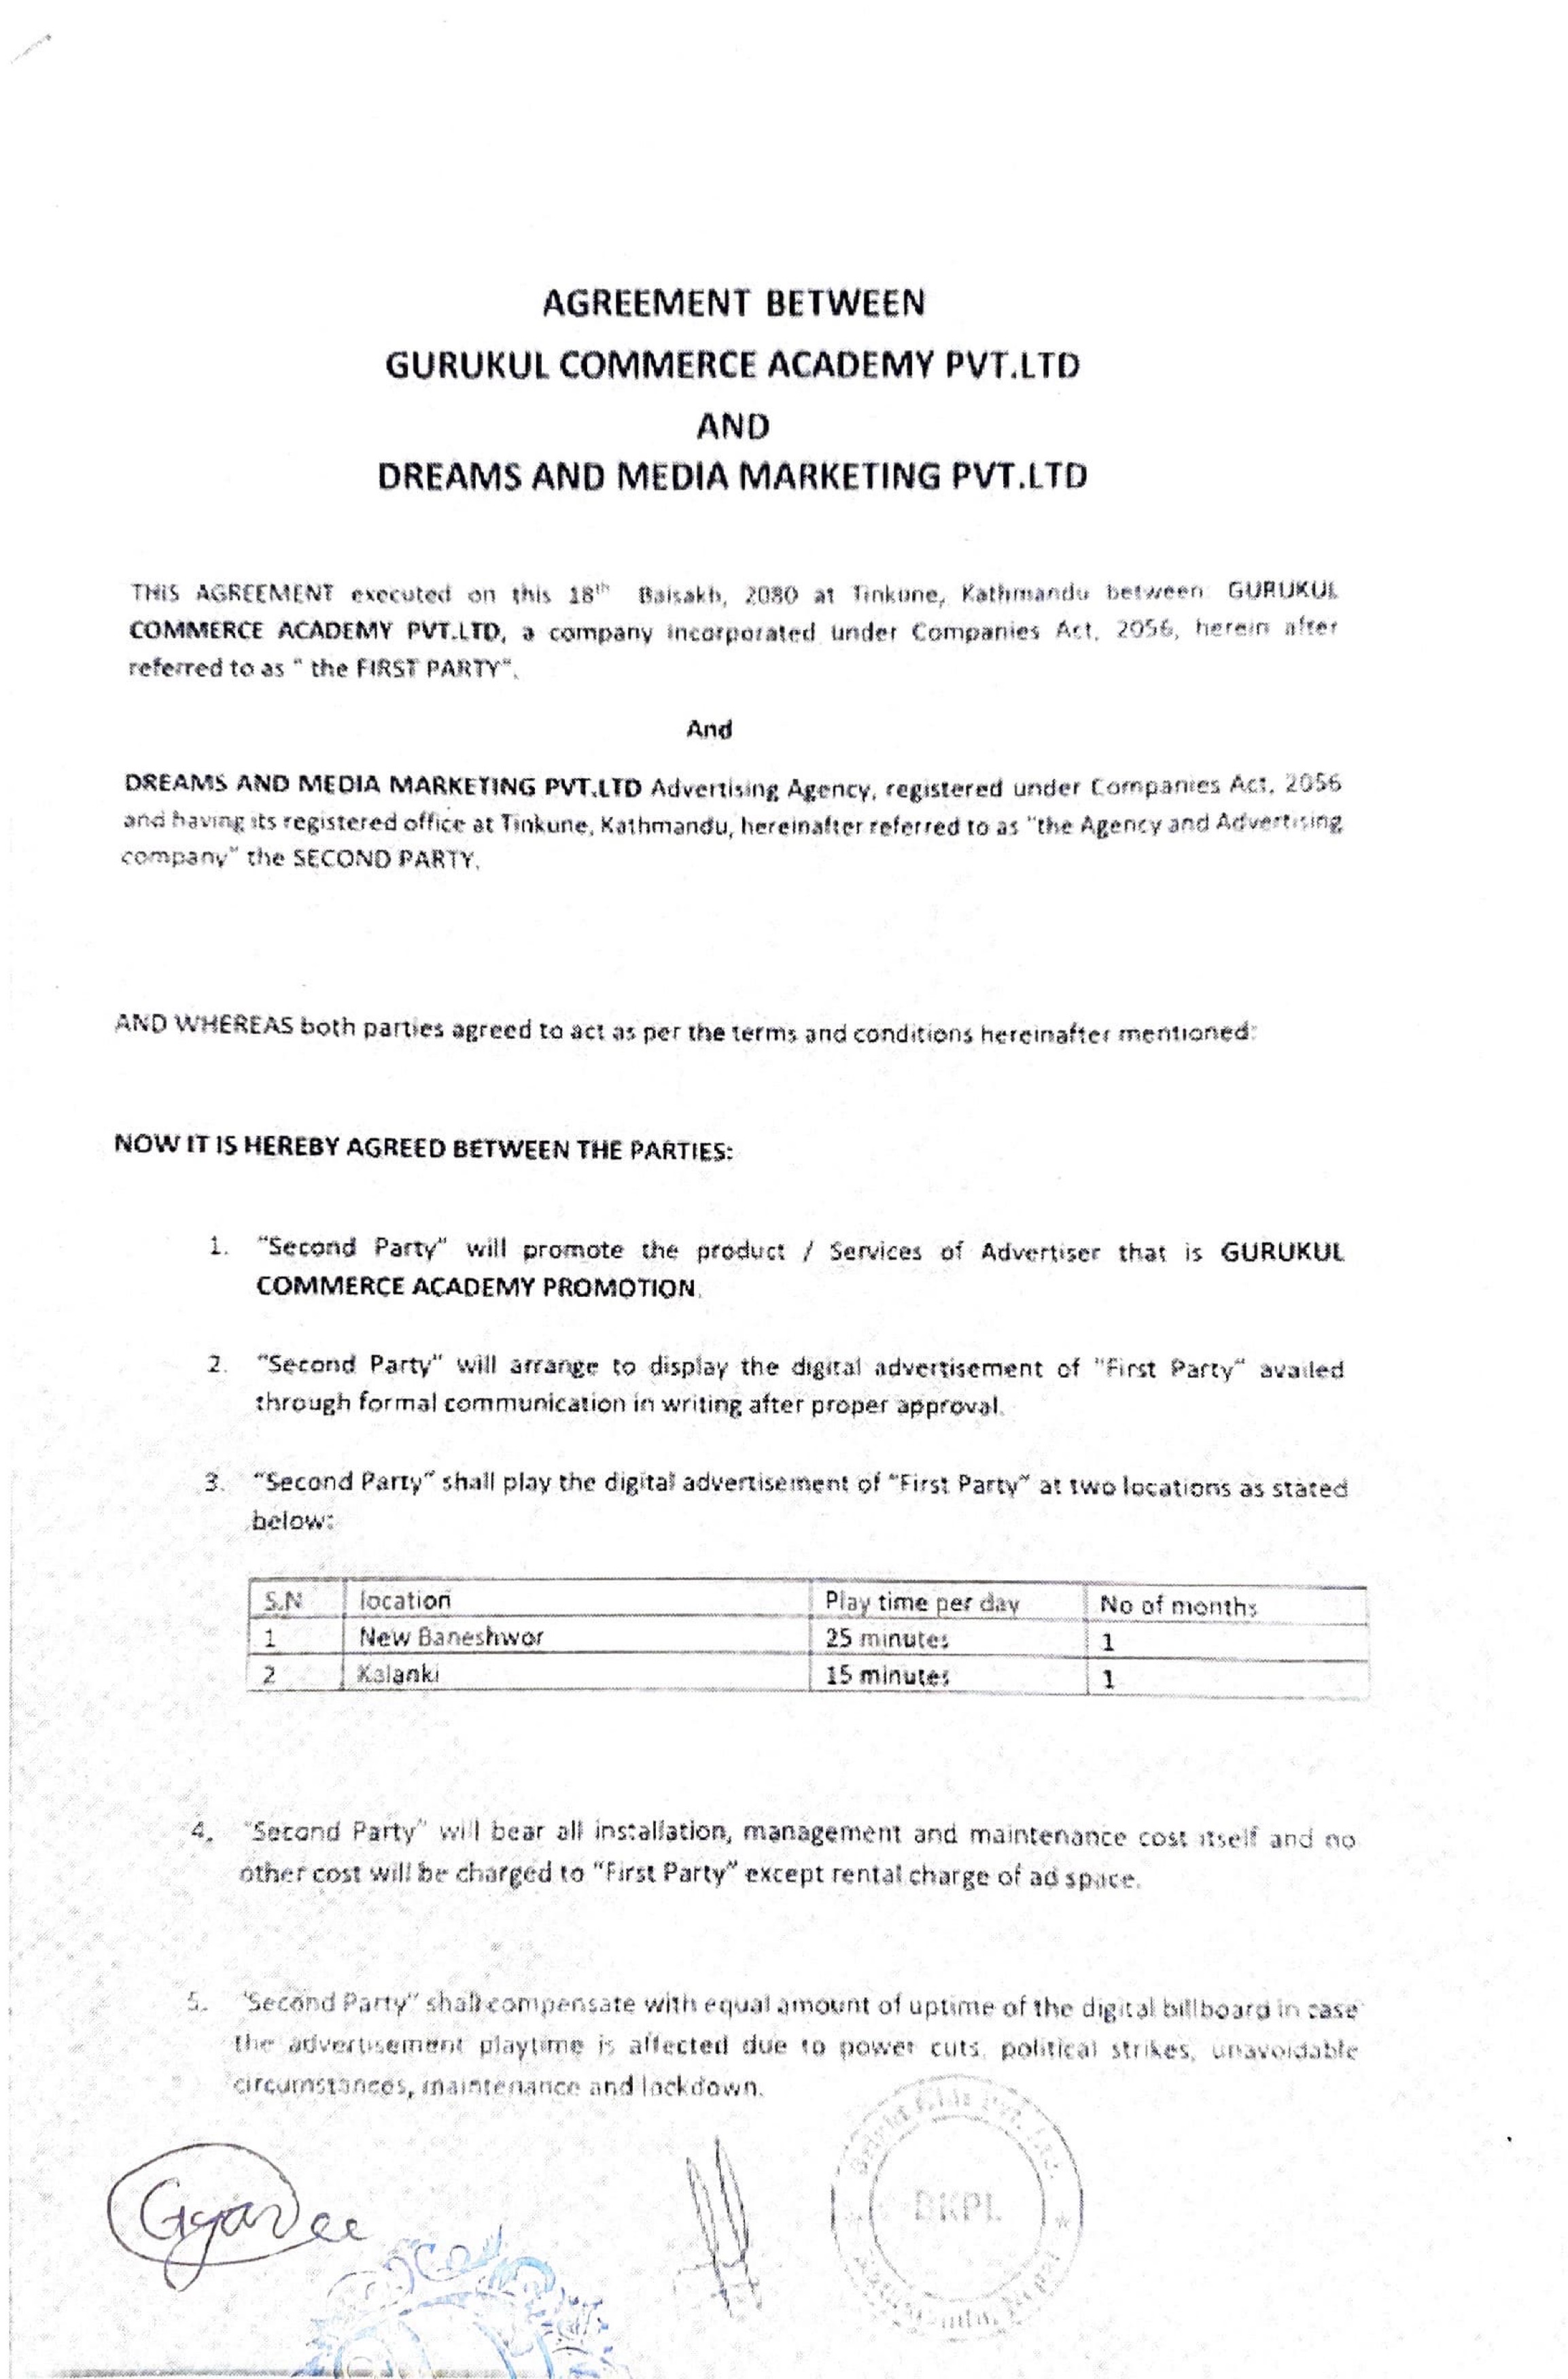 AGREEMENT BETWEEN
GURUKUL COMMERCE ACADEMY PVT.LTD
AND
DREAMS AND MEDIA MARKETING PVT.LTD
THIS AGREEMENT executed on this 18th Baisakh, 2080 at Tinkune, Kathmandu between GURUKUL
COMMERCE ACADEMY PVT.LTD, a company incorporated under Companies Act, 2056, herein after
referred to as " the FIRST PARTY".
And
DREAMS AND MEDIA MARKETING PVT.LTD Advertising Agency, registered under Companies Act, 2056
and having its registered office at Tinkune, Kathmandu, hereinafter referred to as "the Agency and Advertising
company" the SECOND PARTY.
AND WHEREAS both parties agreed to act as per the terms and conditions hereinafter mentioned:
NOW IT IS HEREBY AGREED BETWEEN THE PARTIES:
1. "Second Party" will promote the product / Services of Advertiser that is GURUKUL
COMMERCE ACADEMY PROMOTION.
2. "Second Party" will arrange to display the digital advertisement of "First Party" availed
through formal communication in writing after proper approval.
3. "Second Party" shall play the digital advertisement of "First Party" at two locations as stated
below:
S.N location Play time per day No of months
1 New Baneshwor 25 minutes 1
2 Kalanki 15 minutes 1
4. "Second Party" will bear all installation, management and maintenance cost itself and no
other cost will be charged to "First Party" except rental charge of ad space.
5. "Second Party" shall compensate with equal amount of uptime of the digital billboard in case
the advertisement playtime is affected due to power cuts, political strikes, unavoidable
circumstances, maintenance and lockdown.
DKPL